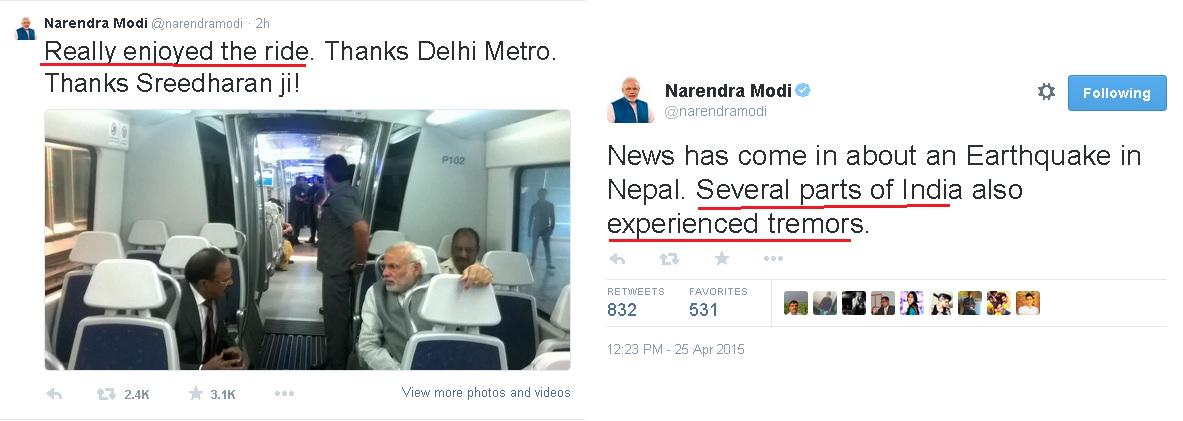 Narendra Modi @narendramodi · 2h
Really enjoyed the ride. Thanks Delhi Metro.
Thanks Sreedharan ji!
P102
2.4K 3.1K View more photos and videos
Narendra Modi
@narendramodi
Following
News has come in about an Earthquake in
Nepal. Several parts of India also
experienced tremors.
RETWEETS FAVORITES
832 531
12:23 PM - 25 Apr 2015